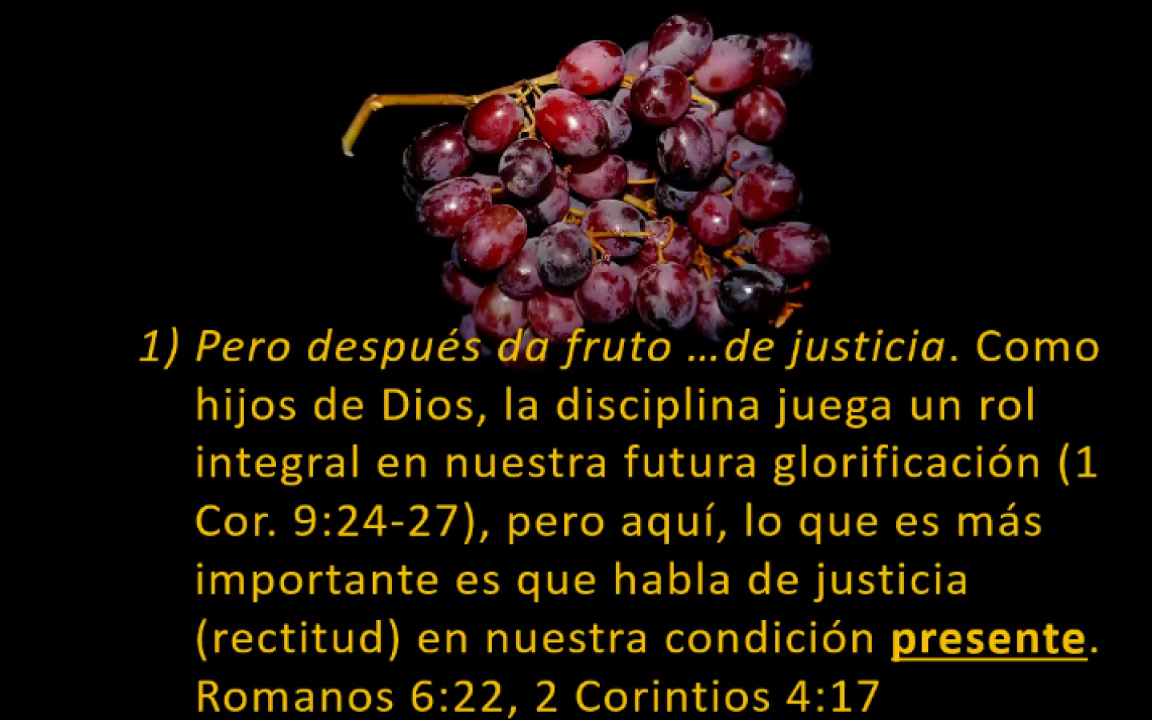 1) Pero después da fruto ...de justicia. Como
hijos de Dios, la disciplina juega un rol
integral en nuestra futura glorificación (1
Cor. 9:24-27), pero aquí, lo que es más
importante es que habla de justicia
(rectitud) en nuestra condición presente.
Romanos 6:22, 2 Corintios 4:17